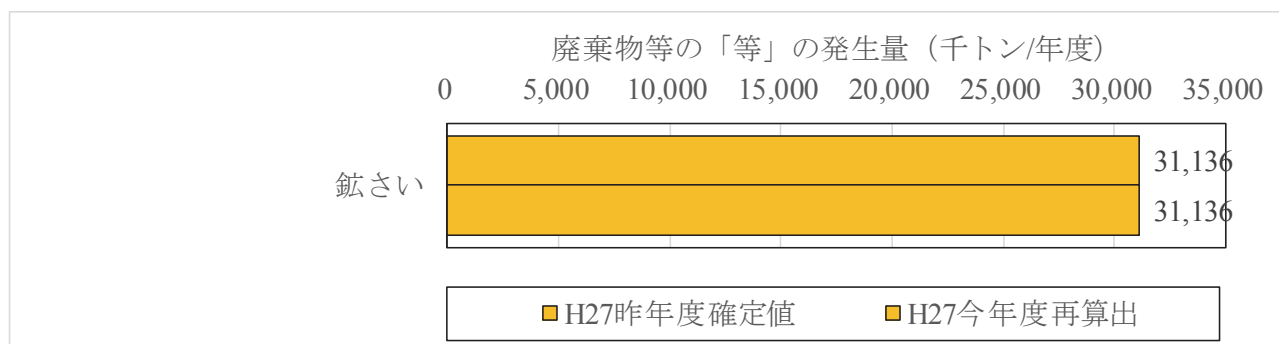 廃棄物等の「等」の発生量（千トン/年度）
0 5,000 10,000 15,000 20,000 25,000 30,000 35,000
鉱さい
31,136
31,136
H27昨年度確定値 H27今年度再算出